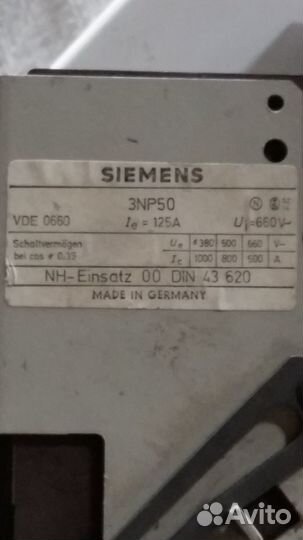 SIEMENS
3NP50
VDE 0660 Ie = 125A Ui=660V~
Schaltvermögen Ue ≤380 500 660 V~
bei cos φ 0,35 Ic 1000 800 500 A
NH-Einsatz 00 DIN 43 620
MADE IN GERMANY
Avito